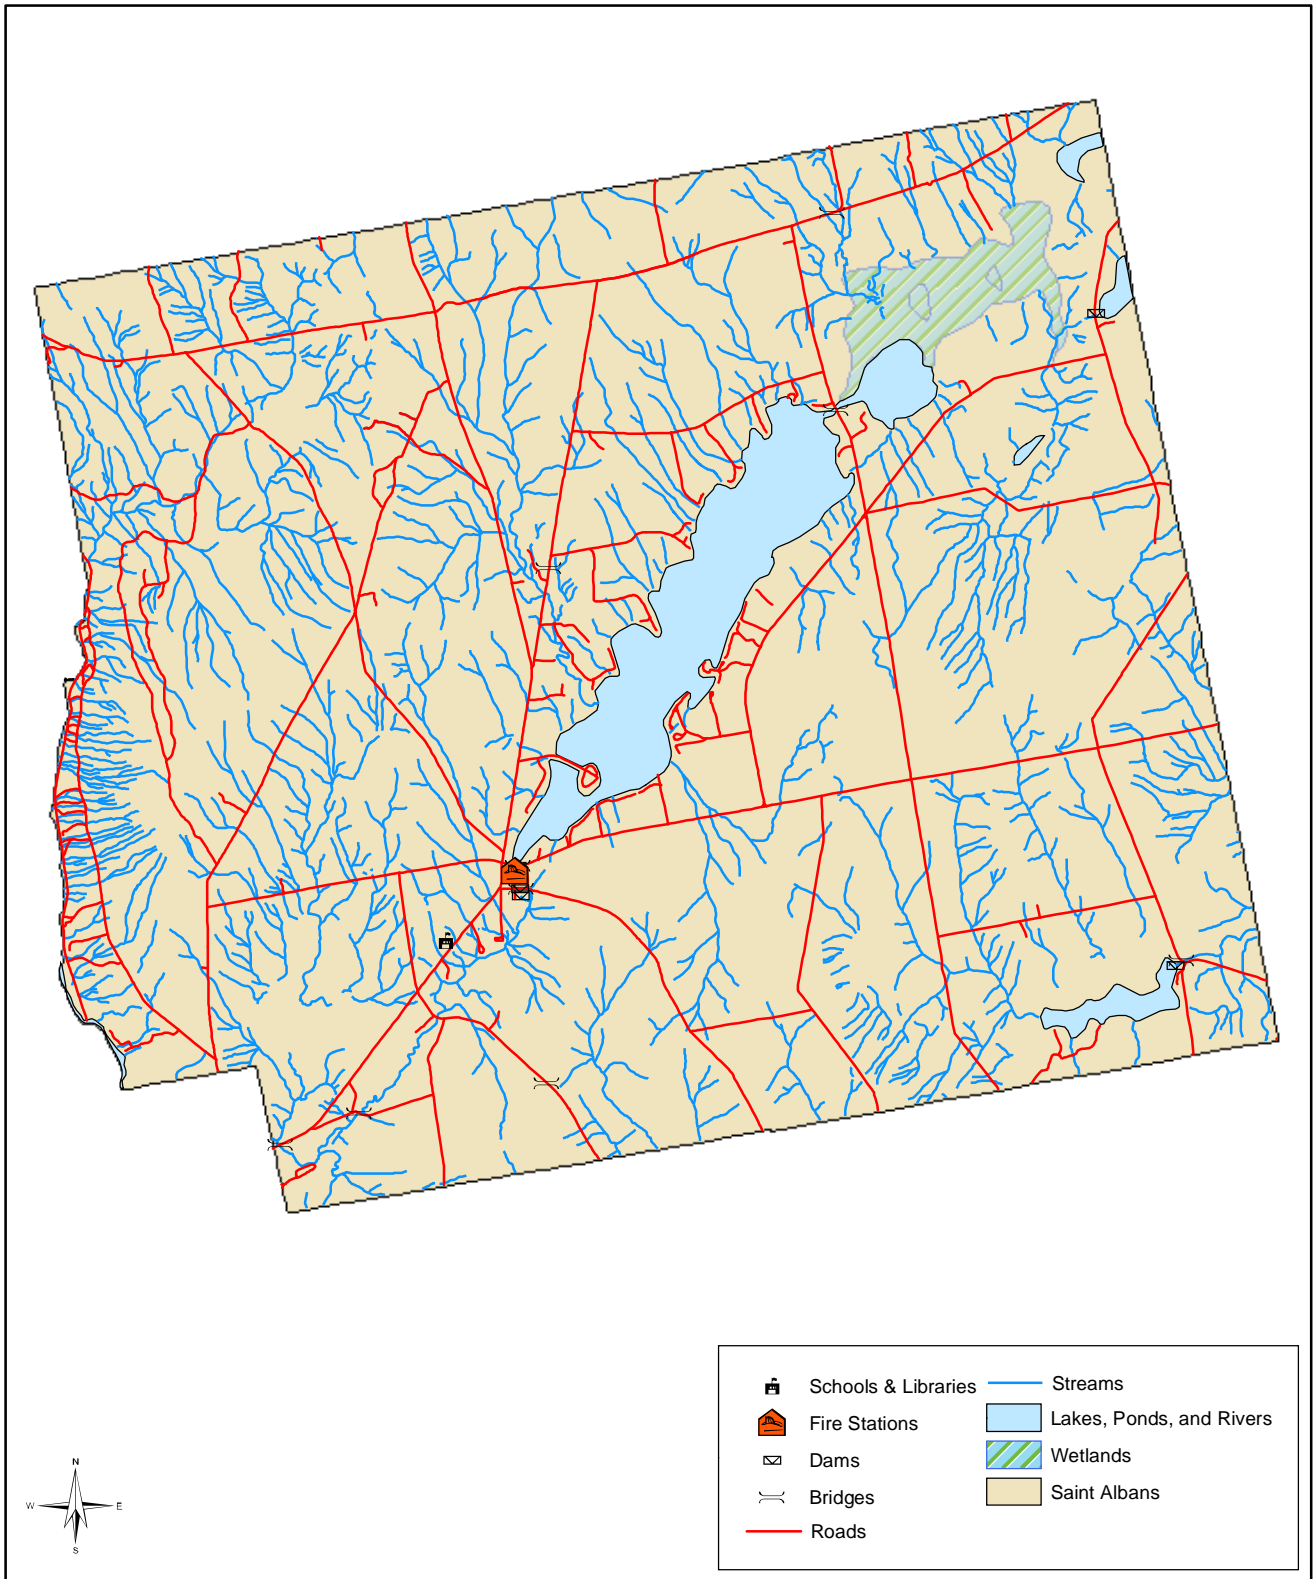 Schools & Libraries
Fire Stations
Dams
Bridges
Roads
Streams
Lakes, Ponds, and Rivers
Wetlands
Saint Albans
N
W E
S